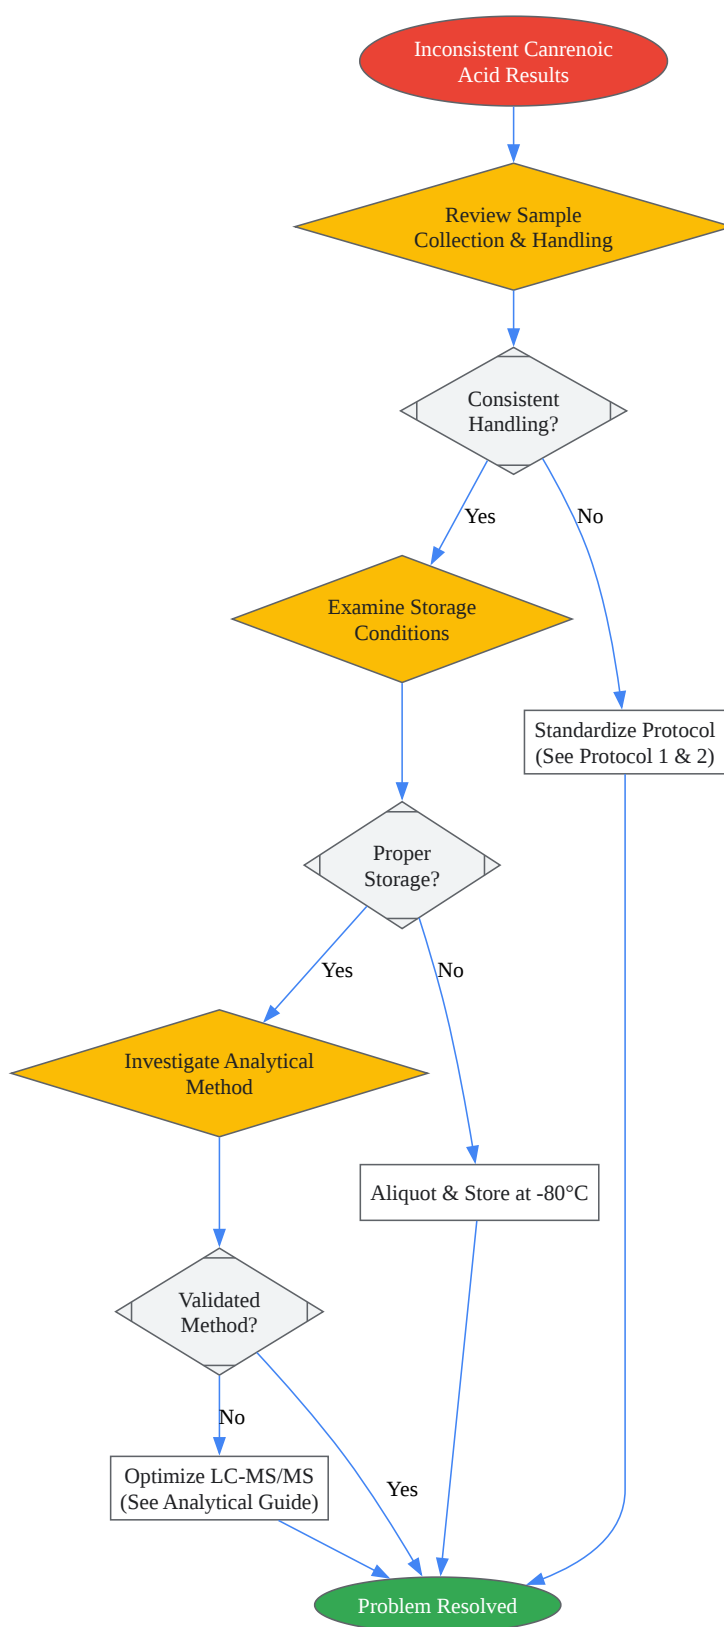 Inconsistent Canrenoic
Acid Results
Review Sample
Collection & Handling
Consistent
Handling?
Yes
No
Examine Storage
Conditions
Standardize Protocol
(See Protocol 1 & 2)
Proper
Storage?
Yes
No
Investigate Analytical
Method
Aliquot & Store at -80°C
Validated
Method?
No
Yes
Optimize LC-MS/MS
(See Analytical Guide)
Problem Resolved